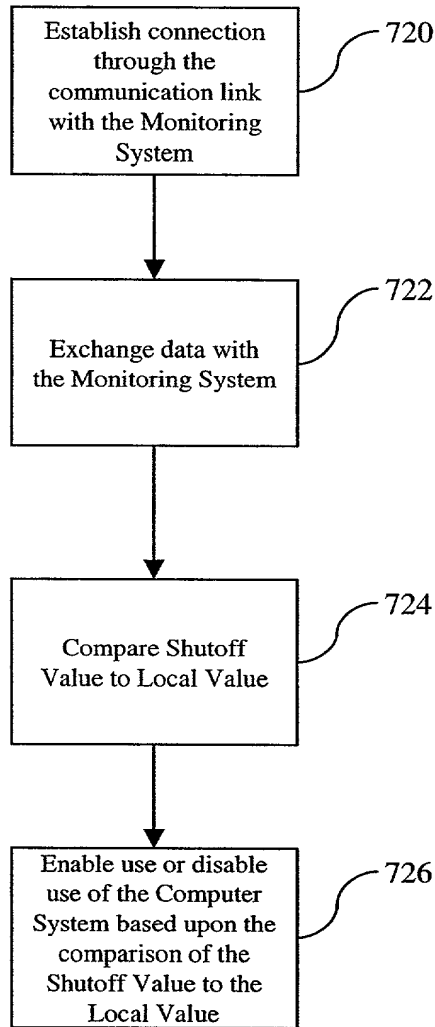 Establish connection
through the
communication link
with the Monitoring
System
720
Exchange data with
the Monitoring System
722
Compare Shutoff
Value to Local Value
724
Enable use or disable
use of the Computer
System based upon the
comparison of the
Shutoff Value to the
Local Value
726